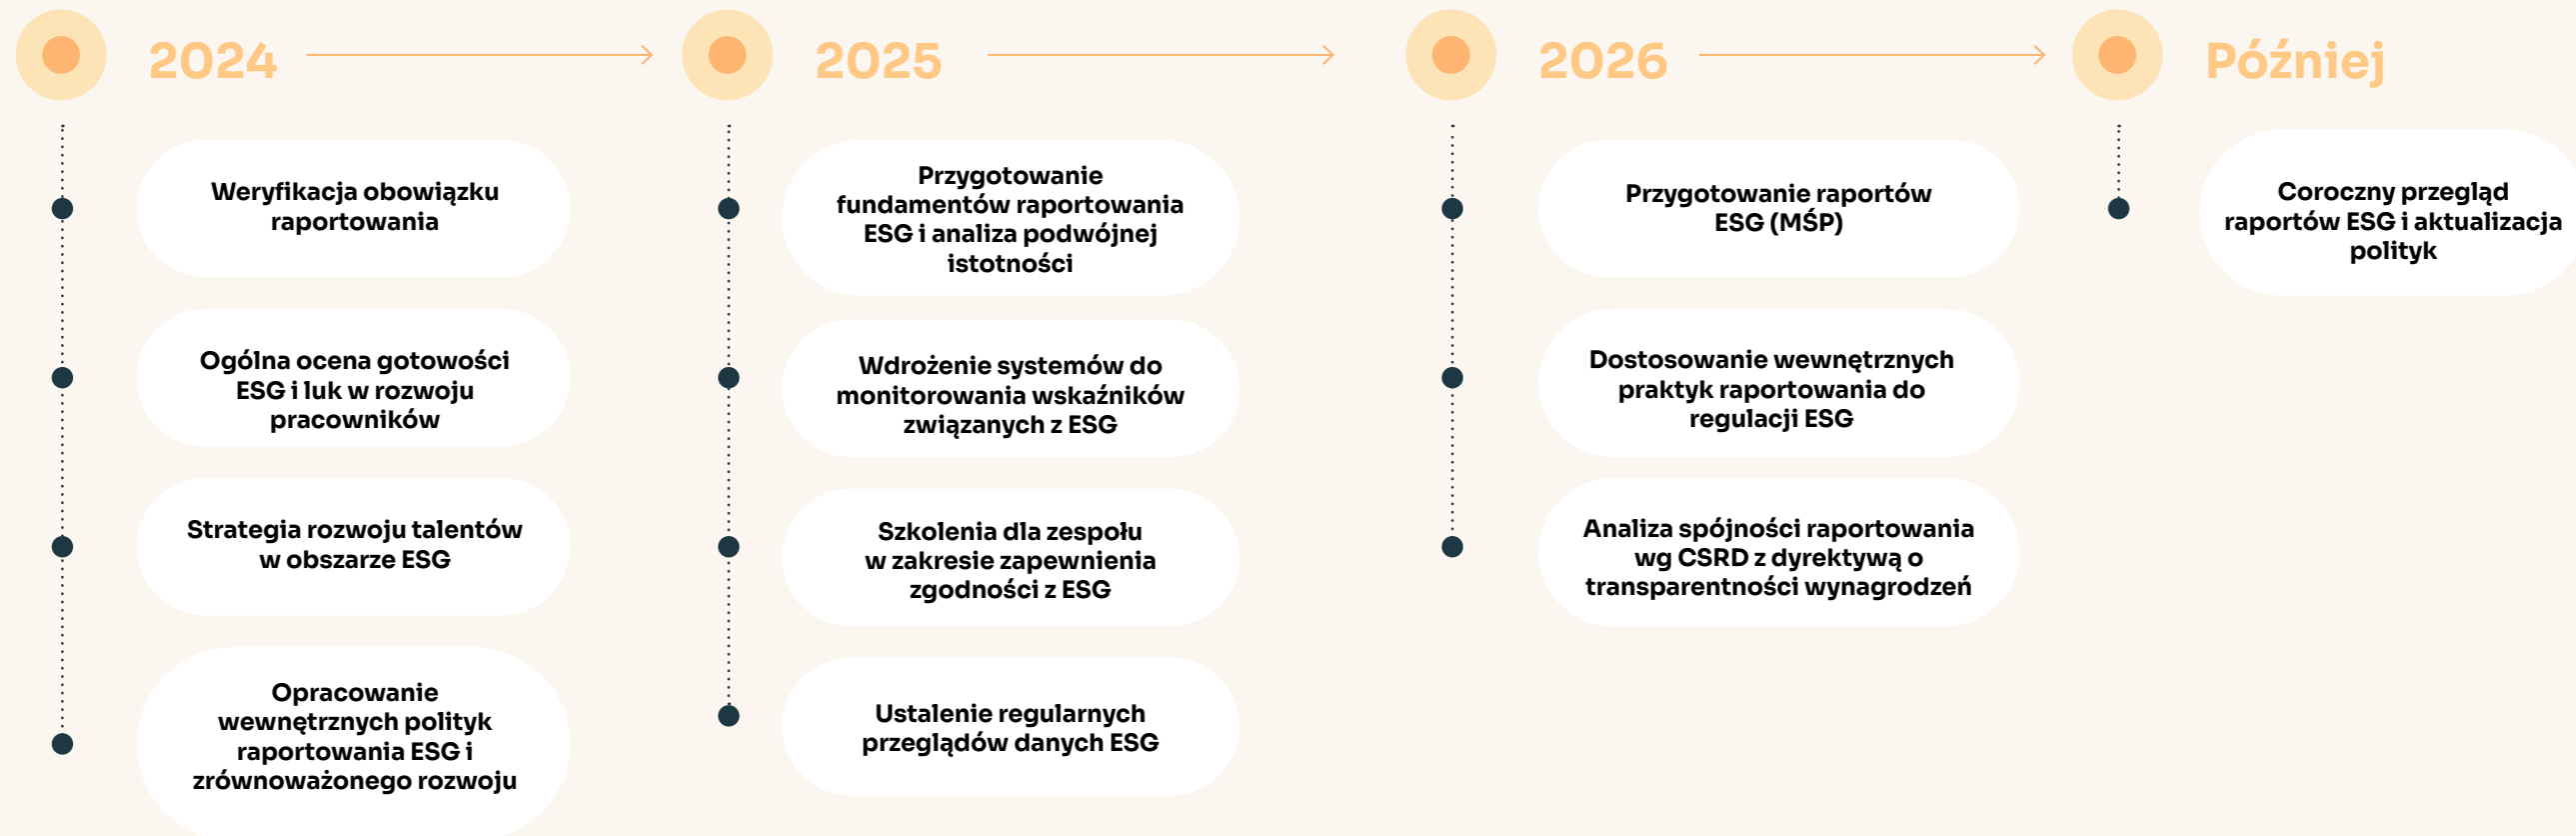 2024
Weryfikacja obowiązku
raportowania
Ogólna ocena gotowości
ESG i luk w rozwoju
pracowników
Strategia rozwoju talentów
w obszarze ESG
Opracowanie
wewnętrznych polityk
raportowania ESG i
zrównoważonego rozwoju
2025
Przygotowanie
fundamentów raportowania
ESG i analiza podwójnej
istotności
Wdrożenie systemów do
monitorowania wskaźników
związanych z ESG
Szkolenia dla zespołu
w zakresie zapewnienia
zgodności z ESG
Ustalenie regularnych
przeglądów danych ESG
2026
Przygotowanie raportów
ESG (MŚP)
Dostosowanie wewnętrznych
praktyk raportowania do
regulacji ESG
Analiza spójności raportowania
wg CSRD z dyrektywą o
transparentności wynagrodzeń
Później
Coroczny przegląd
raportów ESG i aktualizacja
polityk